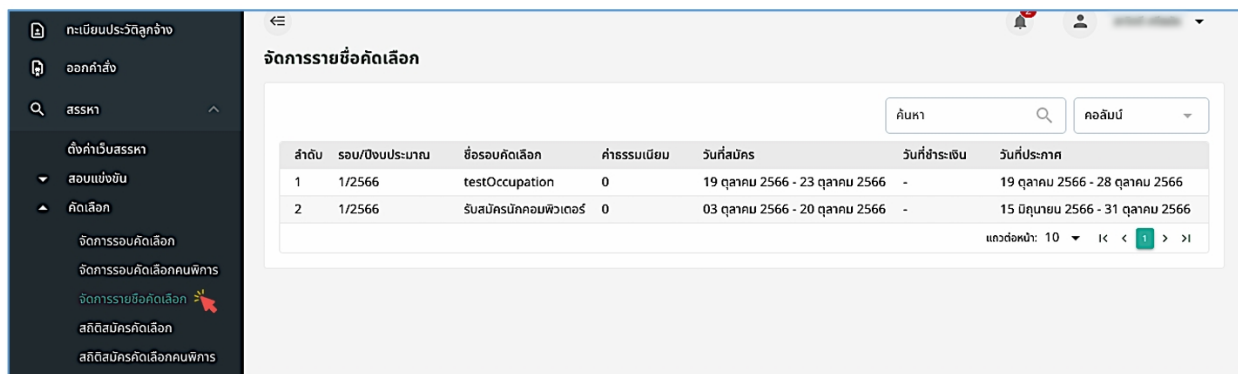 ทะเบียนประวัติลูกจ้าง
ออกคำสั่ง
สรรหา
ตั้งค่าเว็บสรรหา
สอบแข่งขัน
คัดเลือก
จัดการรอบคัดเลือก
จัดการรอบคัดเลือกคนพิการ
จัดการรายชื่อคัดเลือก
สถิติสมัครคัดเลือก
สถิติสมัครคัดเลือกคนพิการ
2
จัดการรายชื่อคัดเลือก
ค้นหา คอลัมน์
ลำดับ รอบ/ปีงบประมาณ ชื่อรอบคัดเลือก ค่าธรรมเนียม วันที่สมัคร วันที่ชำระเงิน วันที่ประกาศ
1 1/2566 testOccupation 0 19 ตุลาคม 2566 - 23 ตุลาคม 2566 - 19 ตุลาคม 2566 - 28 ตุลาคม 2566
2 1/2566 รับสมัครนักคอมพิวเตอร์ 0 03 ตุลาคม 2566 - 20 ตุลาคม 2566 - 15 มิถุนายน 2566 - 31 ตุลาคม 2566
แถวต่อหน้า: 10 1